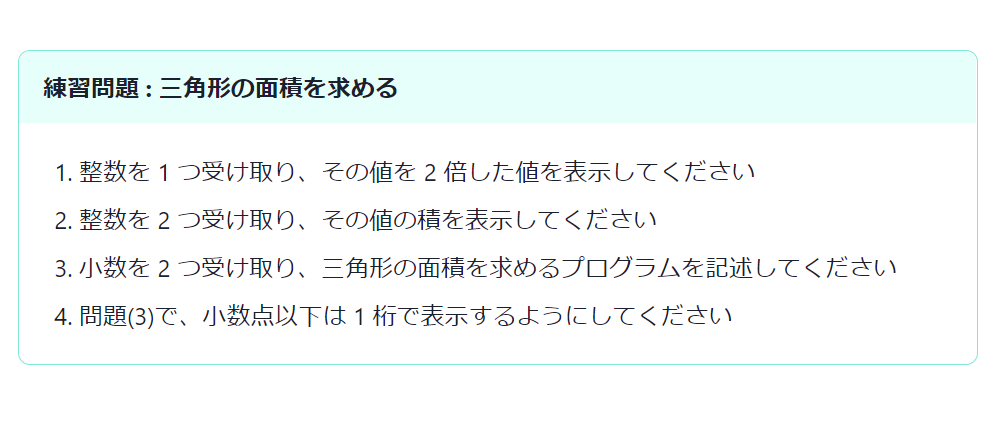 練習問題 : 三角形の面積を求める
1. 整数を 1 つ受け取り、その値を 2 倍した値を表示してください
2. 整数を 2 つ受け取り、その値の積を表示してください
3. 小数を 2 つ受け取り、三角形の面積を求めるプログラムを記述してください
4. 問題(3)で、小数点以下は 1 桁で表示するようにしてください